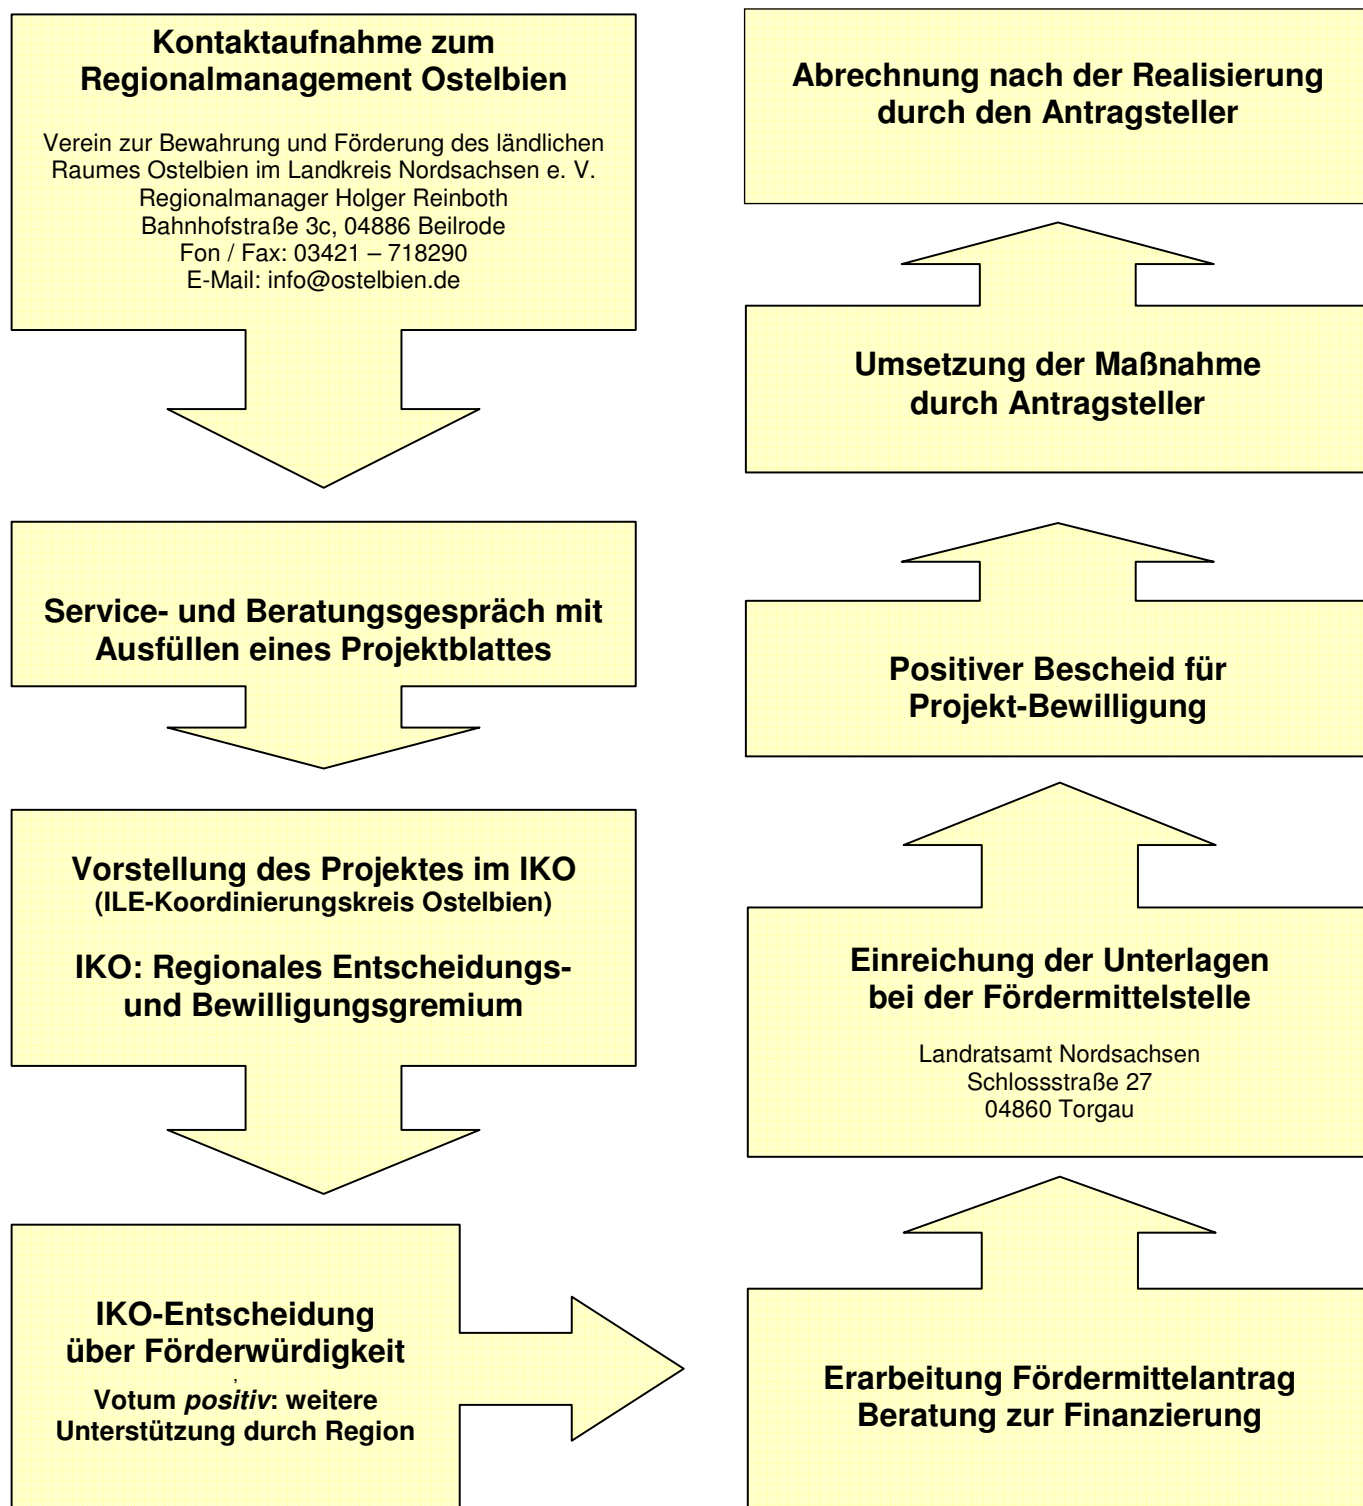 Kontaktaufnahme zum
Regionalmanagement Ostelbien
Verein zur Bewahrung und Förderung des ländlichen
Raumes Ostelbien im Landkreis Nordsachsen e. V.
Regionalmanager Holger Reinboth
Bahnhofstraße 3c, 04886 Beilrode
Fon / Fax: 03421 – 718290
E-Mail: info@ostelbien.de
Service- und Beratungsgespräch mit
Ausfüllen eines Projektblattes
Vorstellung des Projektes im IKO
(ILE-Koordinierungskreis Ostelbien)
IKO: Regionales Entscheidungs-
und Bewilligungsgremium
IKO-Entscheidung
über Förderwürdigkeit
,
Votum positiv: weitere
Unterstützung durch Region
Erarbeitung Fördermittelantrag
Beratung zur Finanzierung
Einreichung der Unterlagen
bei der Fördermittelstelle
Landratsamt Nordsachsen
Schlossstraße 27
04860 Torgau
Positiver Bescheid für
Projekt-Bewilligung
Umsetzung der Maßnahme
durch Antragsteller
Abrechnung nach der Realisierung
durch den Antragsteller